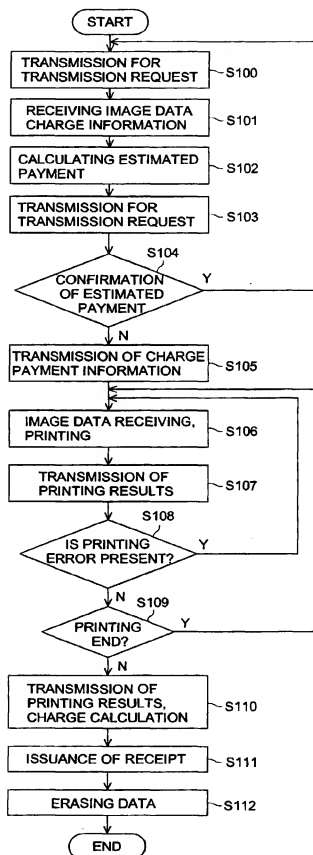 START
TRANSMISSION FOR
TRANSMISSION REQUEST
S100
RECEIVING IMAGE DATA
CHARGE INFORMATION
S101
CALCULATING ESTIMATED
PAYMENT
S102
TRANSMISSION FOR
TRANSMISSION REQUEST
S103
S104
CONFIRMATION
OF ESTIMATED
PAYMENT
Y
N
TRANSMISSION OF CHARGE
PAYMENT INFORMATION
S105
IMAGE DATA RECEIVING,
PRINTING
S106
TRANSMISSION OF
PRINTING RESULTS
S107
S108
IS PRINTING
ERROR PRESENT?
Y
N
S109
PRINTING
END?
Y
N
TRANSMISSION OF
PRINTING RESULTS,
CHARGE CALCULATION
S110
ISSUANCE OF RECEIPT
S111
ERASING DATA
S112
END